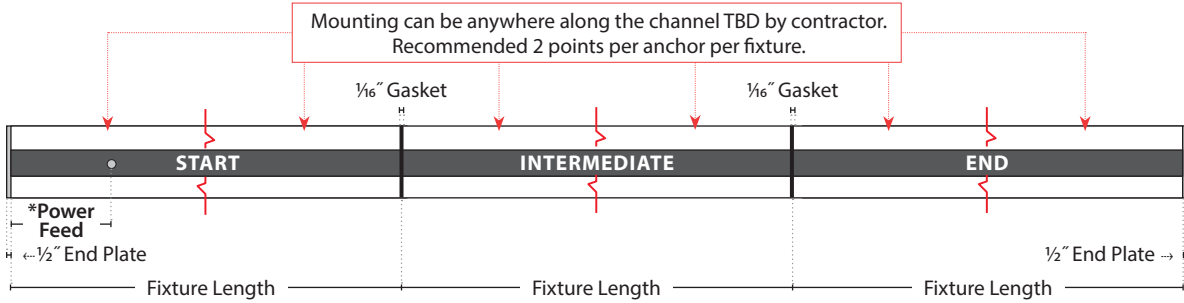 Mounting can be anywhere along the channel TBD by contractor.
Recommended 2 points per anchor per fixture.
1⁄16˝ Gasket
1⁄16˝ Gasket
START
INTERMEDIATE
END
*Power
Feed
½˝ End Plate
½˝ End Plate
Fixture Length
Fixture Length
Fixture Length